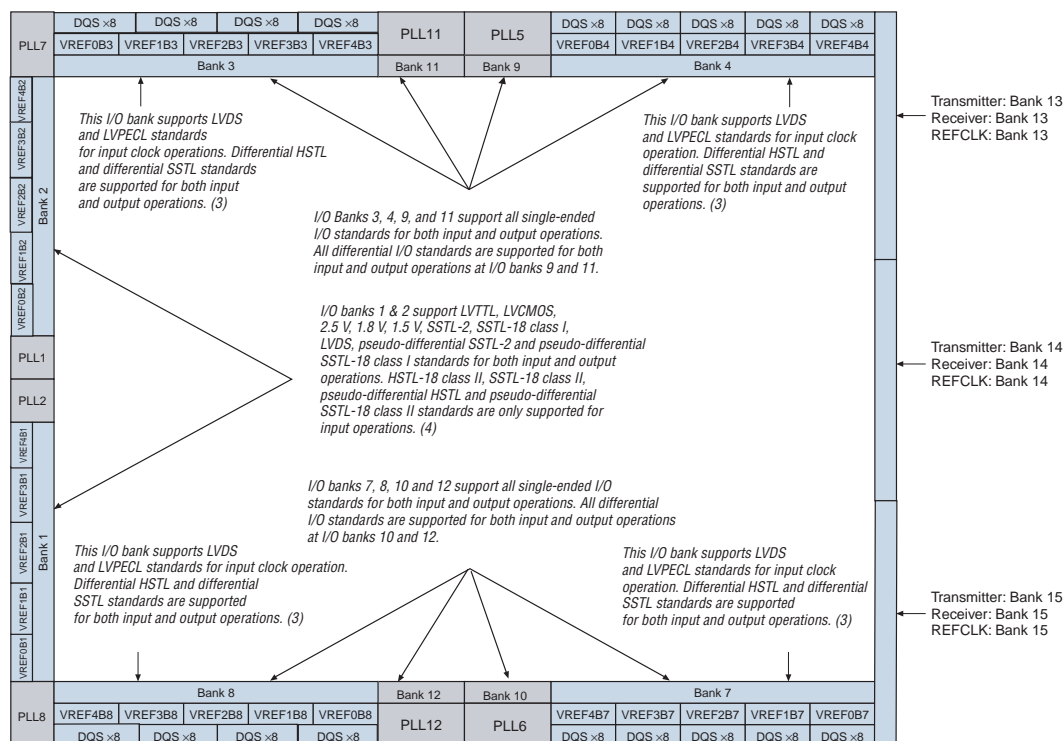 DQS ×8 DQS ×8 DQS ×8 DQS ×8
DQS ×8 DQS ×8 DQS ×8 DQS ×8 DQS ×8
PLL7
VREF0B3 VREF1B3 VREF2B3 VREF3B3 VREF4B3
PLL11
PLL5
VREF0B4 VREF1B4 VREF2B4 VREF3B4 VREF4B4
Bank 3
Bank 11
Bank 9
Bank 4
VREF4B2
VREF3B2
VREF2B2
VREF1B2
VREF0B2
Bank 2
This I/O bank supports LVDS
and LVPECL standards
for input clock operations. Differential HSTL
and differential SSTL standards
are supported for both input
and output operations. (3)
This I/O bank supports LVDS
and LVPECL standards for input clock
operation. Differential HSTL and
differential SSTL standards are
supported for both input and output
operations. (3)
Transmitter: Bank 13
Receiver: Bank 13
REFCLK: Bank 13
I/O Banks 3, 4, 9, and 11 support all single-ended
I/O standards for both input and output operations.
All differential I/O standards are supported for both
input and output operations at I/O banks 9 and 11.
I/O banks 1 & 2 support LVTTL, LVCMOS,
2.5 V, 1.8 V, 1.5 V, SSTL-2, SSTL-18 class I,
LVDS, pseudo-differential SSTL-2 and pseudo-differential
SSTL-18 class I standards for both input and output
operations. HSTL-18 class II, SSTL-18 class II,
pseudo-differential HSTL and pseudo-differential
SSTL-18 class II standards are only supported for
input operations. (4)
PLL1
PLL2
Transmitter: Bank 14
Receiver: Bank 14
REFCLK: Bank 14
VREF4B1
VREF3B1
VREF2B1
VREF1B1
VREF0B1
Bank 1
I/O banks 7, 8, 10 and 12 support all single-ended I/O
standards for both input and output operations. All differential
I/O standards are supported for both input and output operations
at I/O banks 10 and 12.
This I/O bank supports LVDS
and LVPECL standards for input clock operation.
Differential HSTL and differential
SSTL standards are supported
for both input and output operations. (3)
This I/O bank supports LVDS
and LVPECL standards for input clock
operation. Differential HSTL and differential
SSTL standards are supported
for both input and output operations. (3)
Transmitter: Bank 15
Receiver: Bank 15
REFCLK: Bank 15
Bank 8
Bank 12
Bank 10
Bank 7
PLL8
VREF4B8 VREF3B8 VREF2B8 VREF1B8 VREF0B8
PLL12
PLL6
VREF4B7 VREF3B7 VREF2B7 VREF1B7 VREF0B7
DQS ×8 DQS ×8 DQS ×8 DQS ×8
DQS ×8 DQS ×8 DQS ×8 DQS ×8 DQS ×8